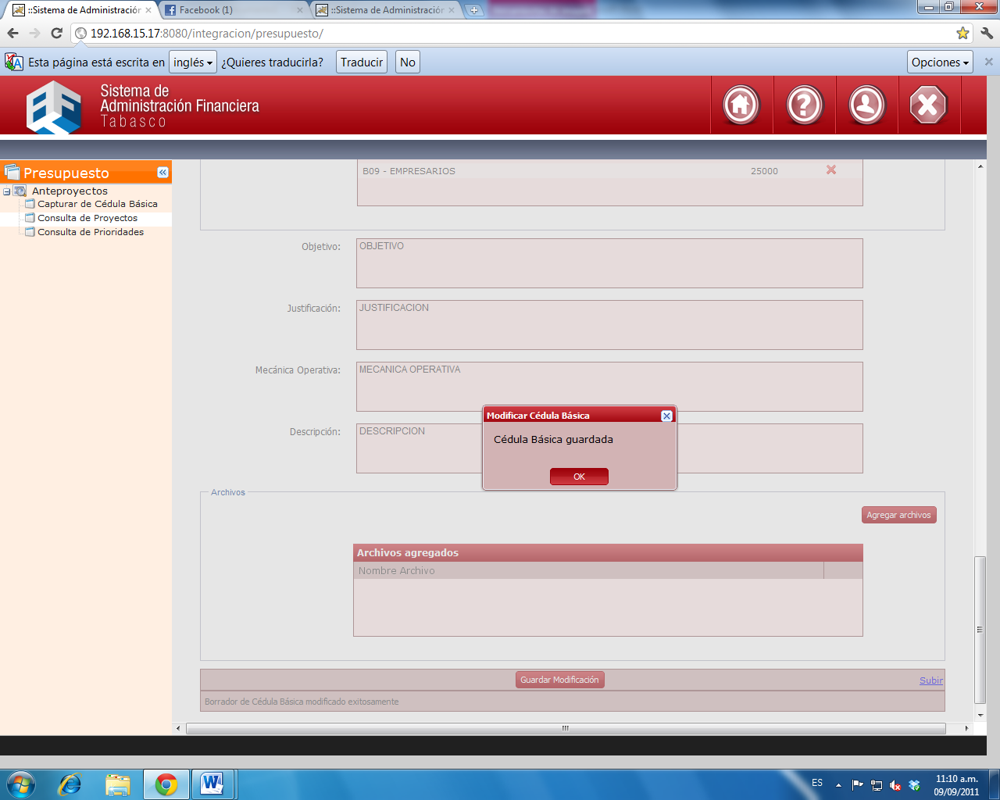 ::Sistema de Administración
Facebook (1)
::Sistema de Administración
192.168.15.17:8080/integracion/presupuesto/
Esta página está escrita en inglés ¿Quieres traducirla? Traducir No Opciones
Sistema de
Administración Financiera
Tabasco
Presupuesto
Anteproyectos
Capturar de Cédula Básica
Consulta de Proyectos
Consulta de Prioridades
B09 - EMPRESARIOS 25000
Objetivo: OBJETIVO
Justificación: JUSTIFICACION
Mecánica Operativa: MECANICA OPERATIVA
Descripción: DESCRIPCION
Modificar Cédula Básica
Cédula Básica guardada
OK
Archivos
Agregar archivos
Archivos agregados
Nombre Archivo
Guardar Modificación Subir
Borrador de Cédula Básica modificado exitosamente
ES 11:10 a.m.
09/09/2011